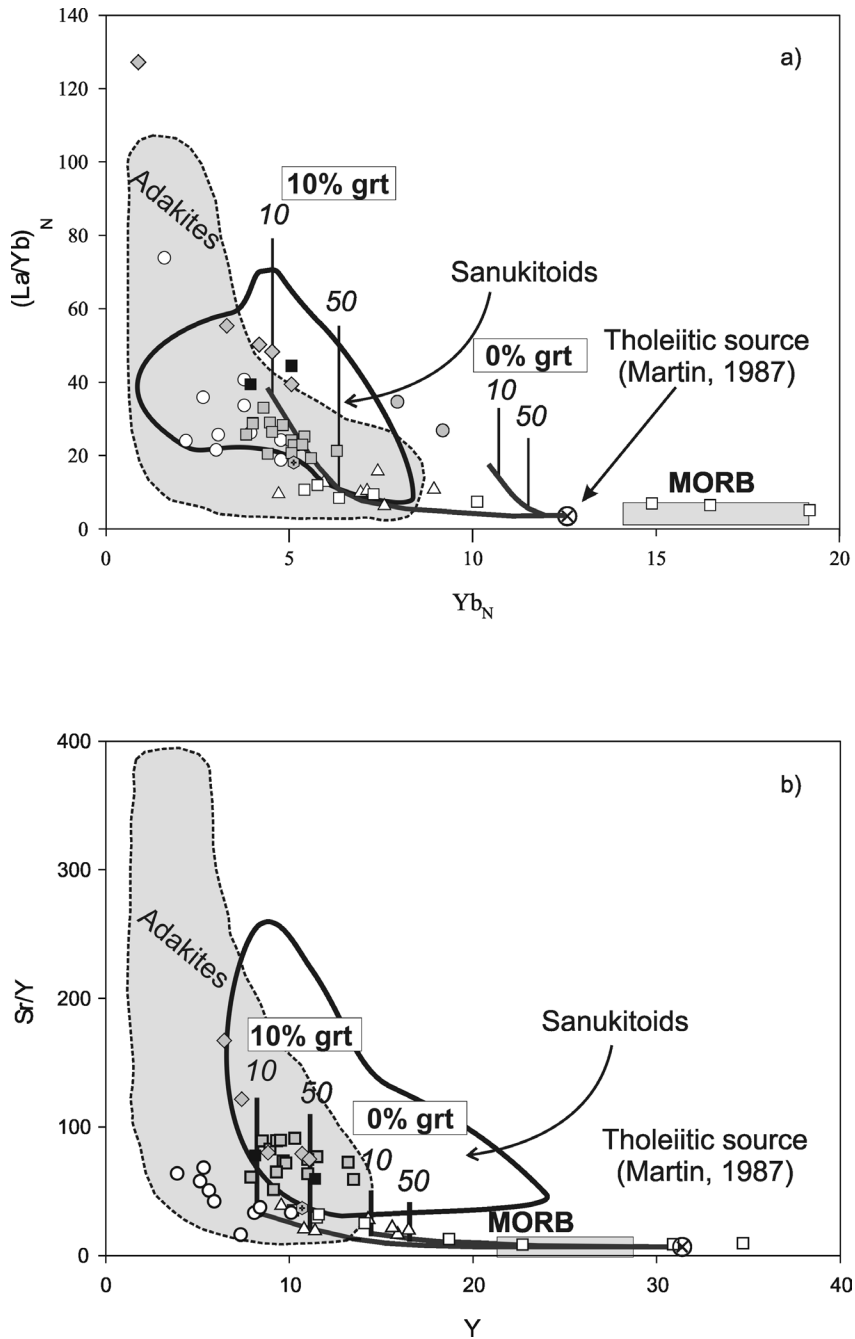 140
a)
120
100
80
60
40
20
0
(La/Yb)N
Adakites
10% grt
10
50
Sanukitoids
0% grt
10
50
Tholeiitic source
(Martin, 1987)
MORB
0 5 10 15 20
YbN
400
b)
300
200
100
0
Sr/Y
Adakites
10% grt
10
50
Sanukitoids
0% grt
10
50
Tholeiitic source
(Martin, 1987)
MORB
0 10 20 30 40
Y